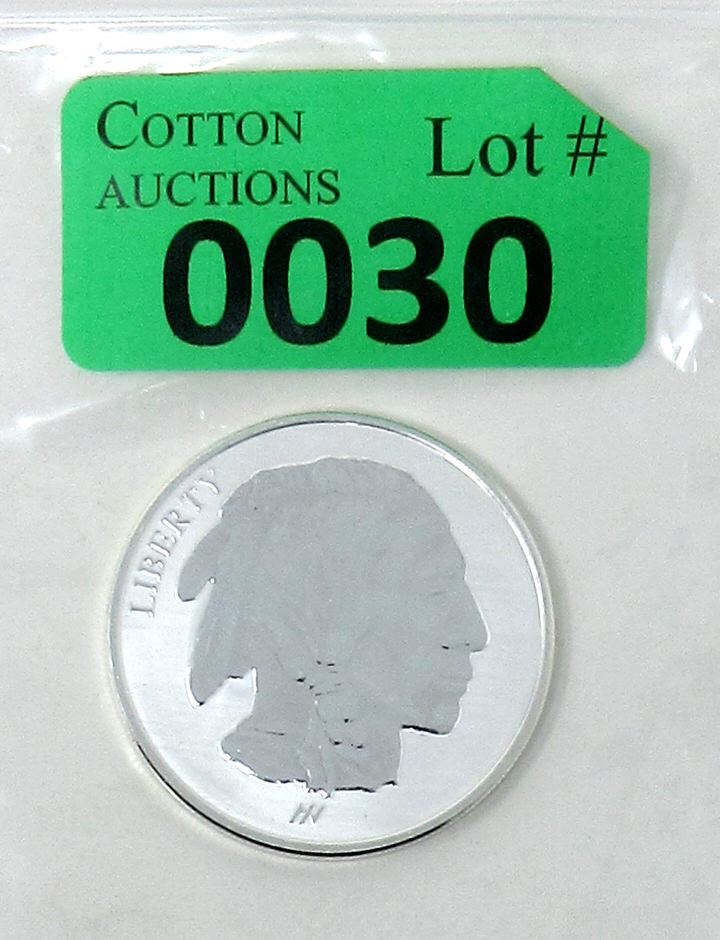 COTTON
AUCTIONS
Lot #
0030
LIBERTY